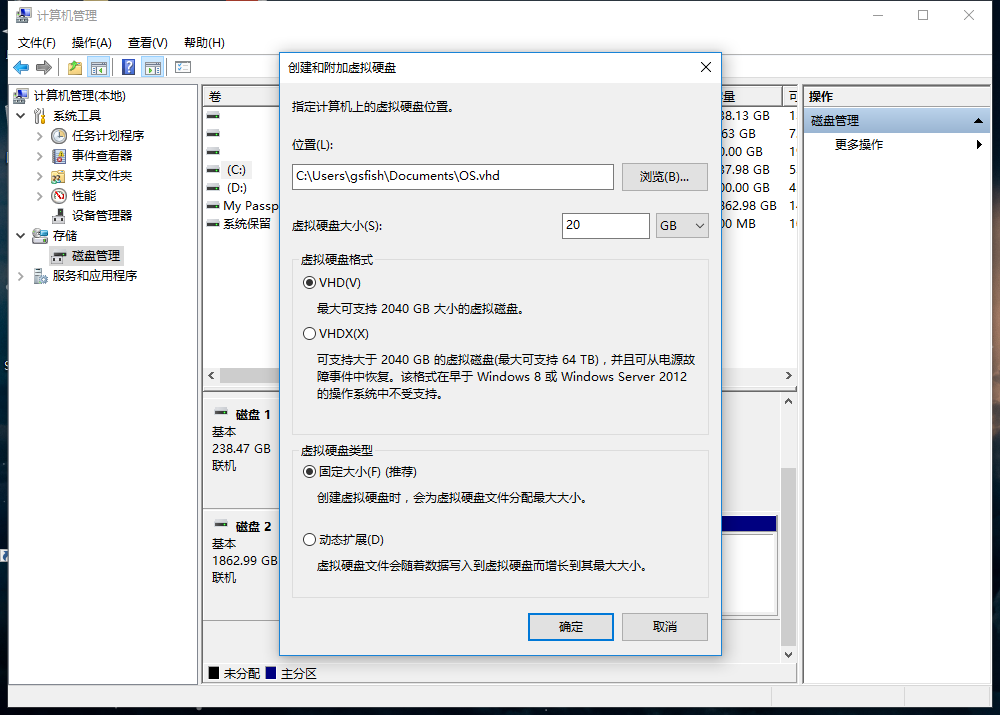 计算机管理
文件(F) 操作(A) 查看(V) 帮助(H)
计算机管理(本地)
系统工具
任务计划程序
事件查看器
共享文件夹
性能
设备管理器
存储
磁盘管理
服务和应用程序
卷
(C:)
(D:)
My Passp
系统保留
创建和附加虚拟硬盘
指定计算机上的虚拟硬盘位置。
位置(L):
C:\Users\gsfish\Documents\OS.vhd
浏览(B)...
虚拟硬盘大小(S):
20
GB
虚拟硬盘格式
VHD(V)
最大可支持 2040 GB 大小的虚拟磁盘。
VHDX(X)
可支持大于 2040 GB 的虚拟磁盘(最大可支持 64 TB)，并且可从电源故
障事件中恢复。该格式在早于 Windows 8 或 Windows Server 2012
的操作系统中不受支持。
虚拟硬盘类型
固定大小(F) (推荐)
创建虚拟硬盘时，会为虚拟硬盘文件分配最大大小。
动态扩展(D)
虚拟硬盘文件会随着数据写入到虚拟硬盘而增长到其最大大小。
确定
取消
量
可
38.13 GB
63 GB
0.00 GB
37.98 GB
00.00 GB
862.98 GB
00 MB
操作
磁盘管理
更多操作
磁盘 1
基本
238.47 GB
联机
磁盘 2
基本
1862.99 GB
联机
未分配 主分区